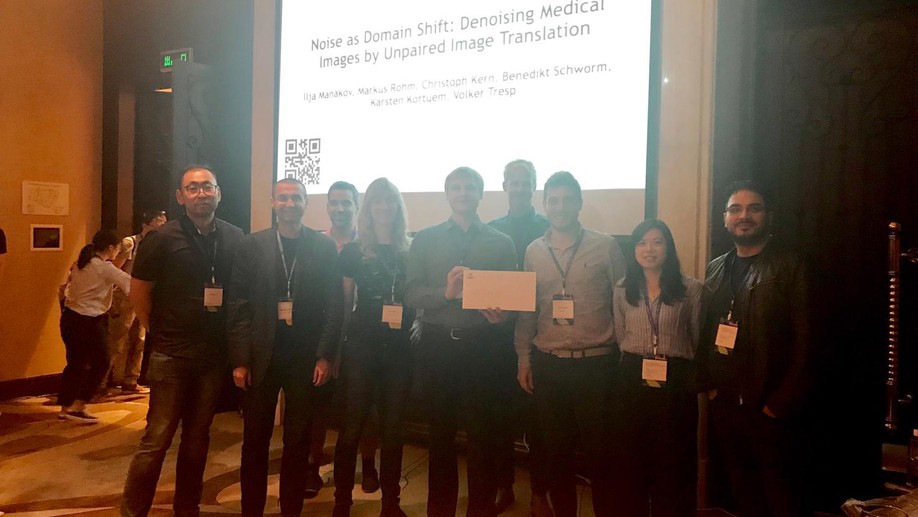 Noise as Domain Shift: Denoising Medical
Images by Unpaired Image Translation
Ilja Manakov, Markus Rohm, Christoph Kern, Benedikt Schworm,
Karsten Kortuem, Volker Tresp